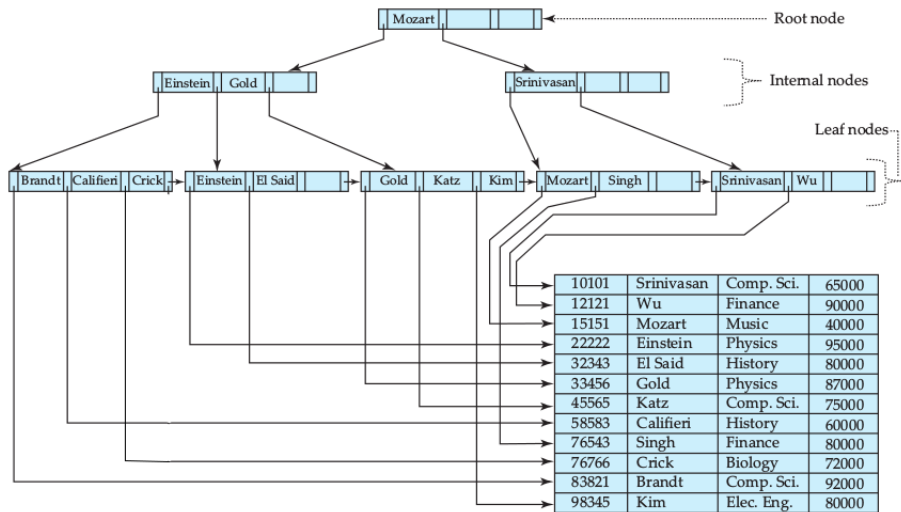 Mozart
Root node
Einstein Gold
Srinivasan
Internal nodes
Leaf nodes
Brandt Califieri Crick Einstein El Said Gold Katz Kim Mozart Singh Srinivasan Wu
10101 Srinivasan Comp. Sci. 65000
12121 Wu Finance 90000
15151 Mozart Music 40000
22222 Einstein Physics 95000
32343 El Said History 80000
33456 Gold Physics 87000
45565 Katz Comp. Sci. 75000
58583 Califieri History 60000
76543 Singh Finance 80000
76766 Crick Biology 72000
83821 Brandt Comp. Sci. 92000
98345 Kim Elec. Eng. 80000